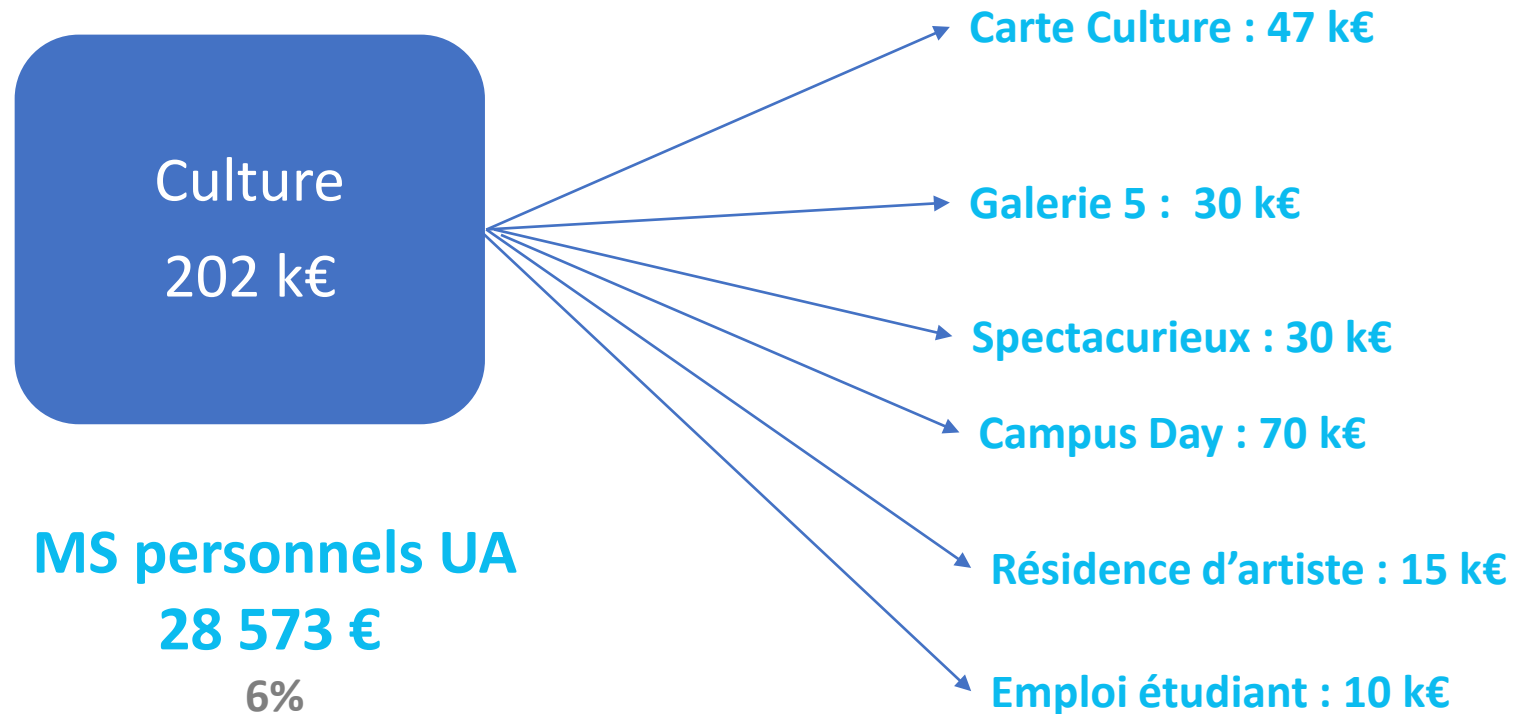 Culture
202 k€
MS personnels UA
28 573 €
6%
Carte Culture : 47 k€
Galerie 5 :  30 k€
Spectacurieux : 30 k€
Campus Day : 70 k€
Résidence d’artiste : 15 k€
Emploi étudiant : 10 k€